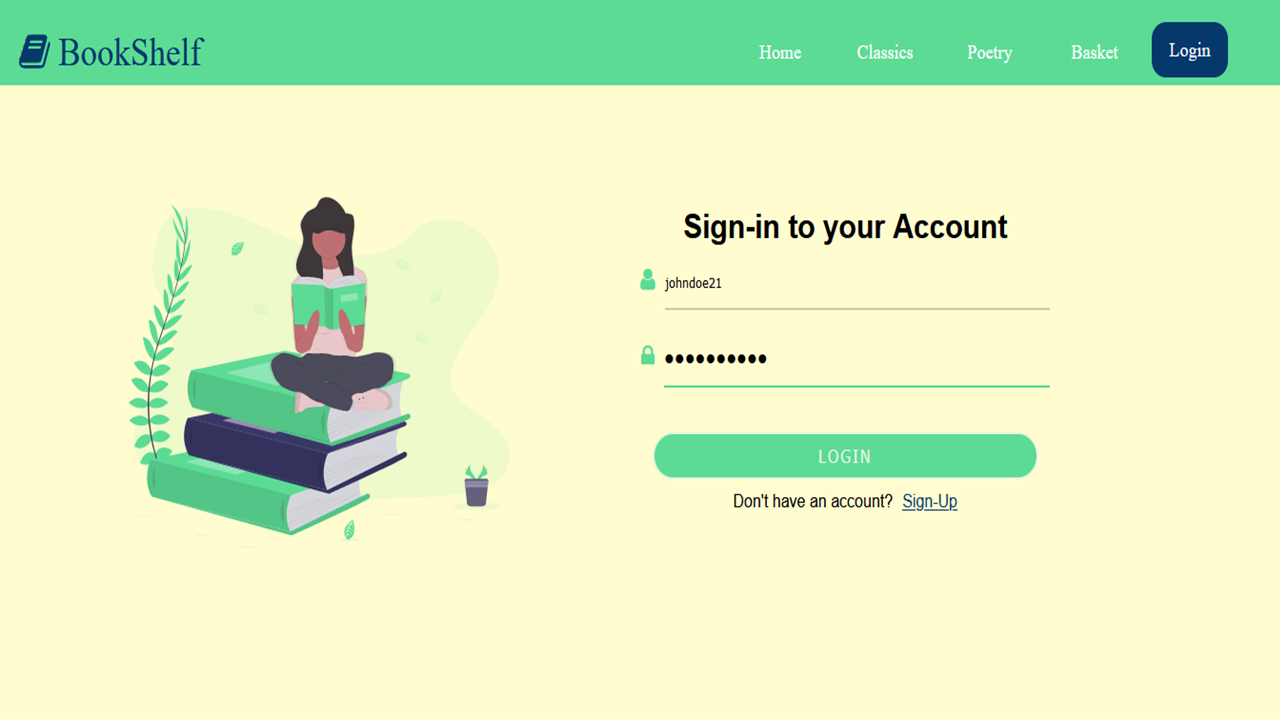 BookShelf
Home Classics Poetry Basket Login
Sign-in to your Account
johndoe21
••••••••••
LOGIN
Don't have an account? Sign-Up